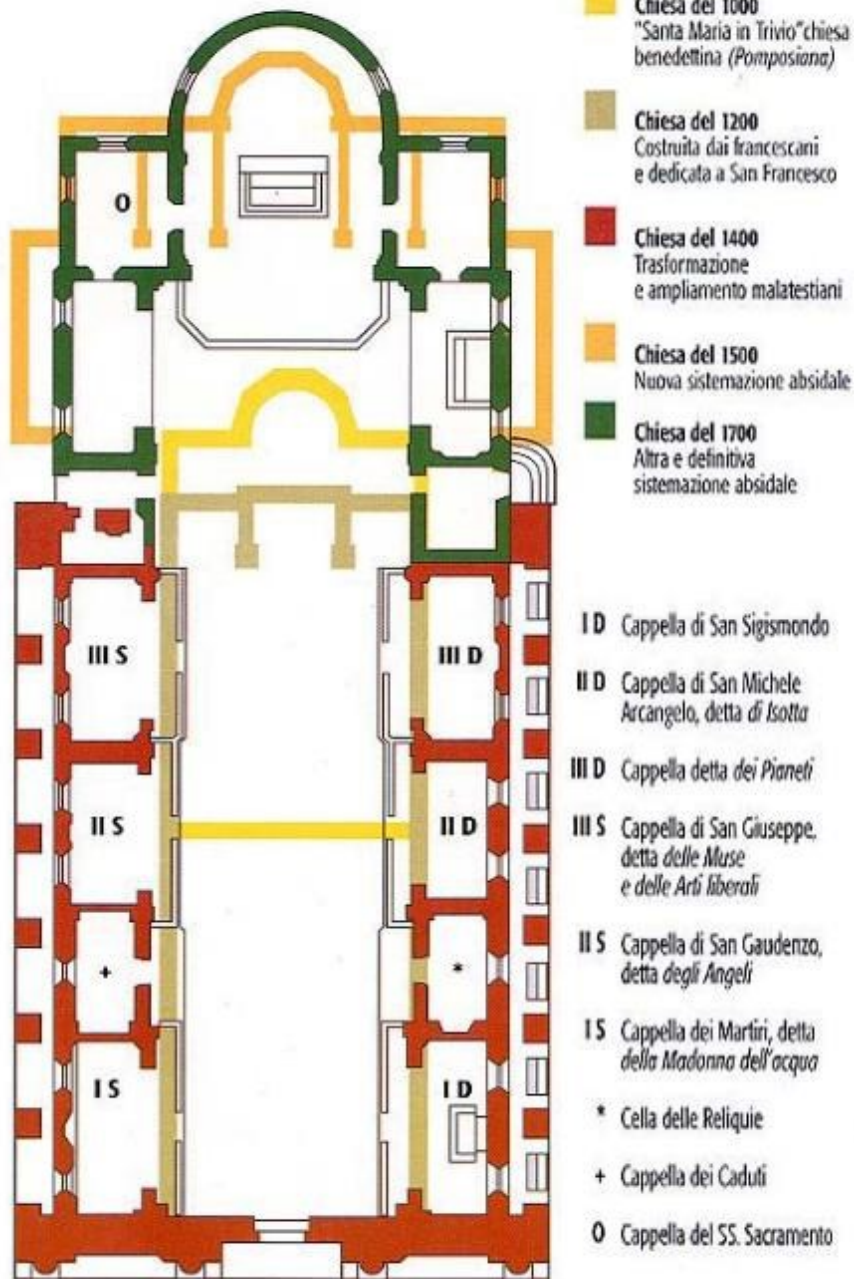 Chiesa del 1000
"Santa Maria in Trivio" chiesa
benedettina (Pomposiana)
Chiesa del 1200
Costruita dai francescani
e dedicata a San Francesco
Chiesa del 1400
Trasformazione
e ampliamento malatestiani
Chiesa del 1500
Nuova sistemazione absidale
Chiesa del 1700
Altra e definitiva
sistemazione absidale
I D Cappella di San Sigismondo
II D Cappella di San Michele
Arcangelo, detta di Isotta
III D Cappella detta dei Pianeti
III S Cappella di San Giuseppe,
detta delle Muse
e delle Arti liberali
II S Cappella di San Gaudenzo,
detta degli Angeli
I S Cappella dei Martiri, detta
della Madonna dell'acqua
* Cella delle Reliquie
+ Cappella dei Caduti
O Cappella del SS. Sacramento
O
III S
III D
II S
II D
+
*
I S
I D